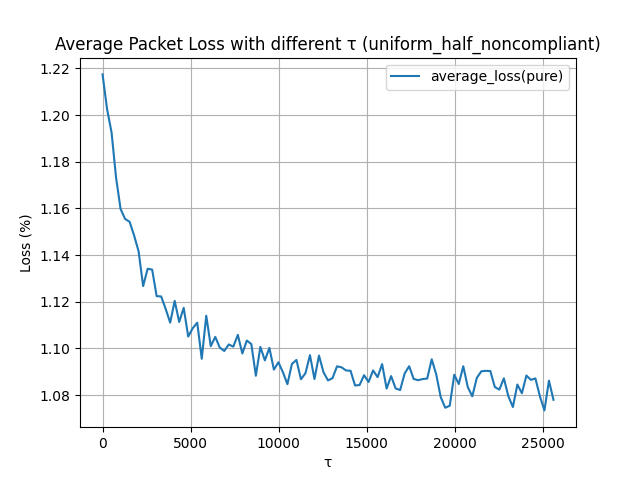 Average Packet Loss with different τ (uniform_half_noncompliant)
average_loss(pure)
Loss (%)
1.22
1.20
1.18
1.16
1.14
1.12
1.10
1.08
0 5000 10000 15000 20000 25000
τ